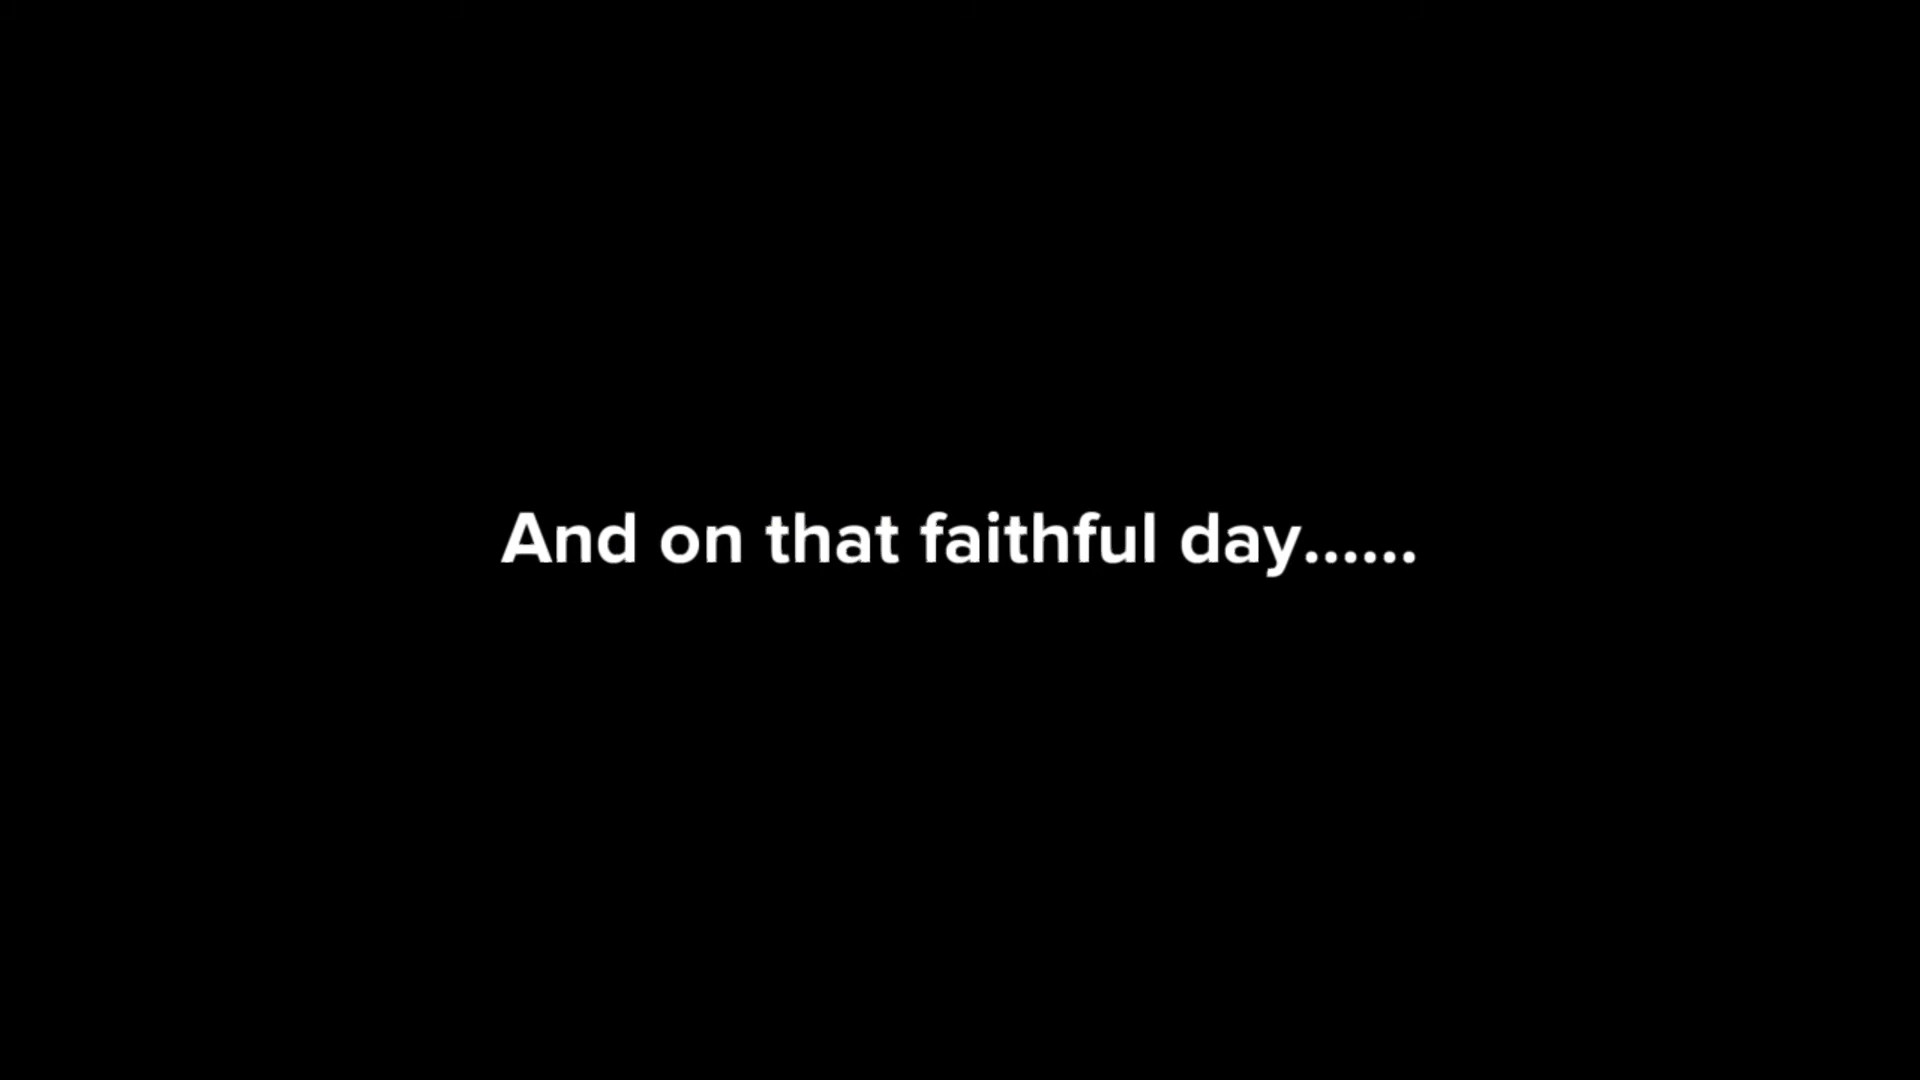 And on that faithful day......